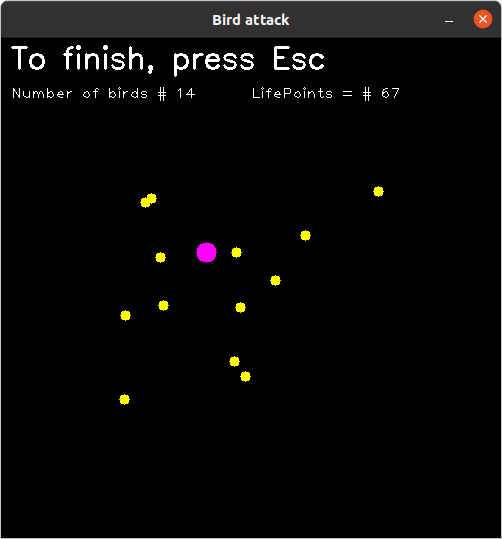 Bird attack
To finish, press Esc
Number of birds # 14 LifePoints = # 67